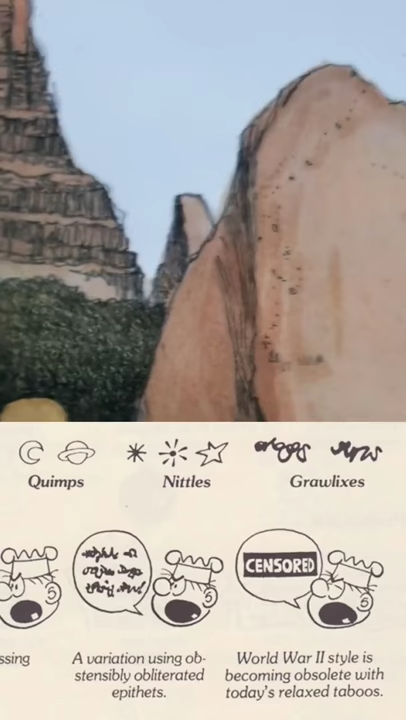 Quimps Nittles Grawlixes
CENSORED
ssing
A variation using ob-
stensibly obliterated
epithets.
World War II style is
becoming obsolete with
today's relaxed taboos.